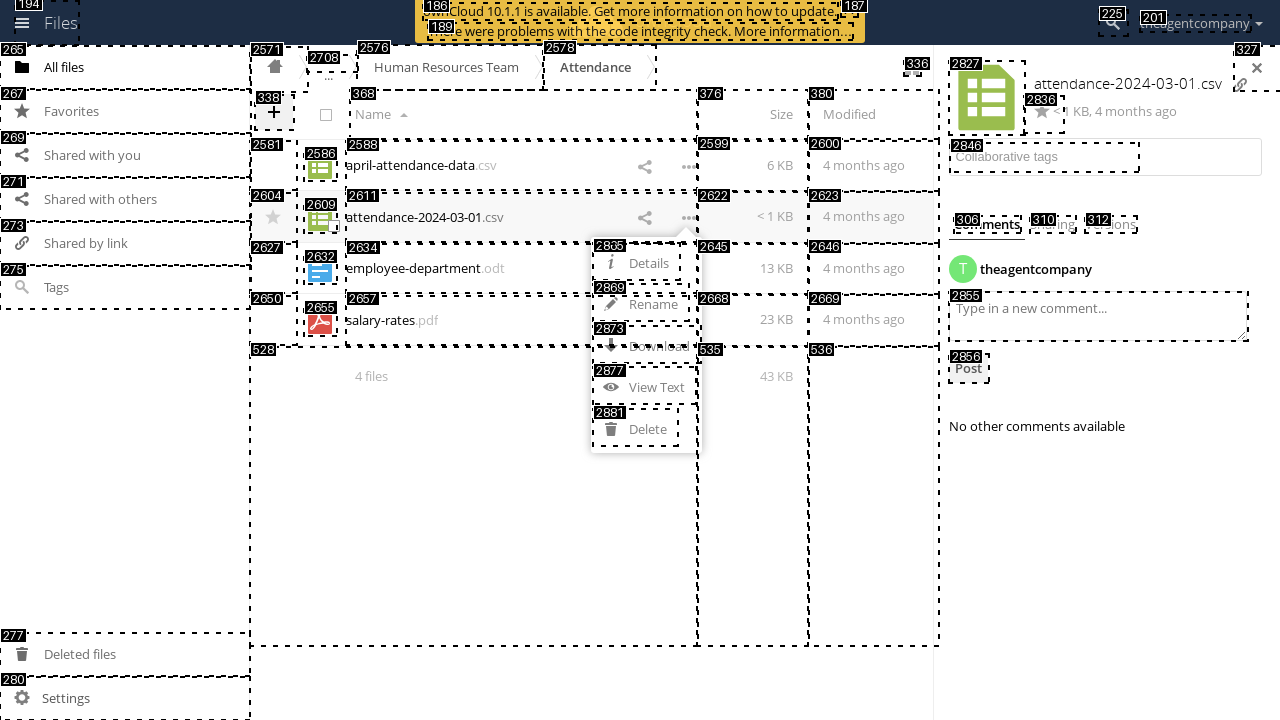 194
Files
186
ownCloud 10.1.1 is available. Get more information on how to update.
187
189
There were problems with the code integrity check. More information…
225
201
theagentcompany
265
All files
267
Favorites
269
Shared with you
271
Shared with others
273
Shared by link
275
Tags
277
Deleted files
280
Settings
2571
2708
...
2576
Human Resources Team
2578
Attendance
336
338
368
Name
376
Size
380
Modified
2581
2586
2588
april-attendance-data.csv
2599
6 KB
2600
4 months ago
2604
2609
2611
attendance-2024-03-01.csv
2622
< 1 KB
2623
4 months ago
2627
2632
2634
employee-department.odt
2645
13 KB
2646
4 months ago
2650
2655
2657
salary-rates.pdf
2668
23 KB
2669
4 months ago
528
4 files
535
43 KB
536
2865
Details
2869
Rename
2873
Download
2877
View Text
2881
Delete
327
2827
attendance-2024-03-01.csv
2836
< 1 KB, 4 months ago
2846
Collaborative tags
306
Comments
310
Sharing
312
Versions
T
theagentcompany
2855
Type in a new comment...
2856
Post
No other comments available